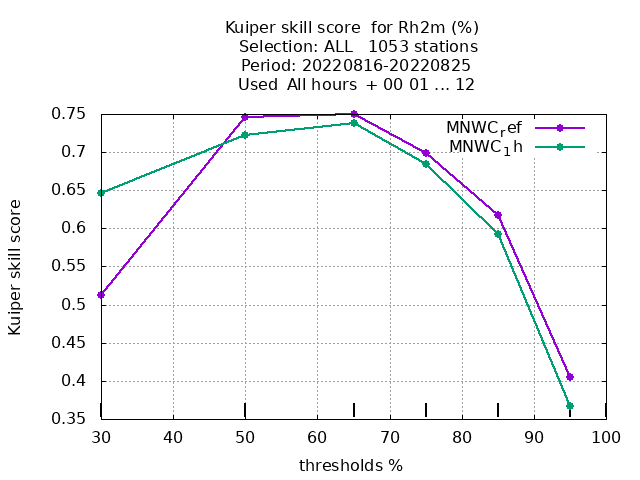 Kuiper skill score  for Rh2m (%)
Selection: ALL   1053 stations
Period: 20220816-20220825
Used  All hours  + 00 01 ... 12
MNWCref
MNWC1h
0.75
0.7
0.65
0.6
0.55
0.5
0.45
0.4
0.35
Kuiper skill score
30 40 50 60 70 80 90 100
thresholds %